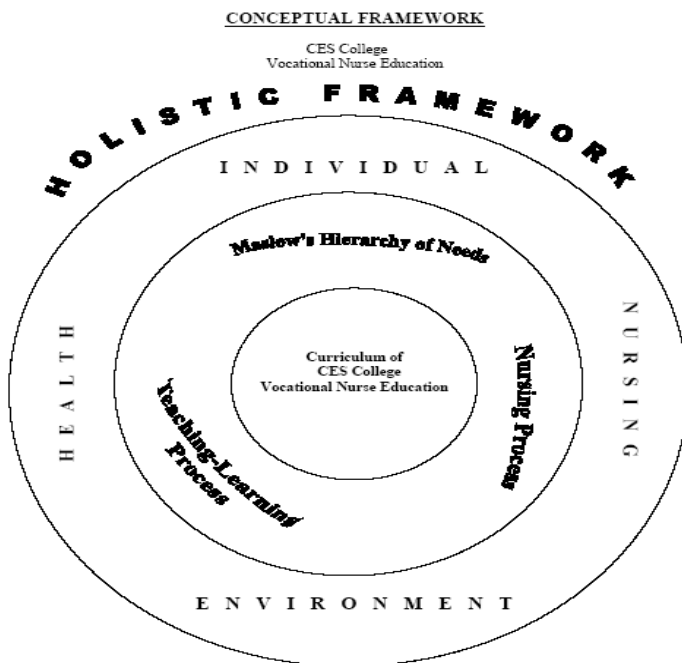 CONCEPTUAL FRAMEWORK
CES College
Vocational Nurse Education
HOLISTIC FRAMEWORK
INDIVIDUAL
Maslow's Hierarchy of Needs
HEALTH
NURSING
Curriculum of
CES College
Vocational Nurse Education
Nursing Process
Teaching-Learning
Process
ENVIRONMENT